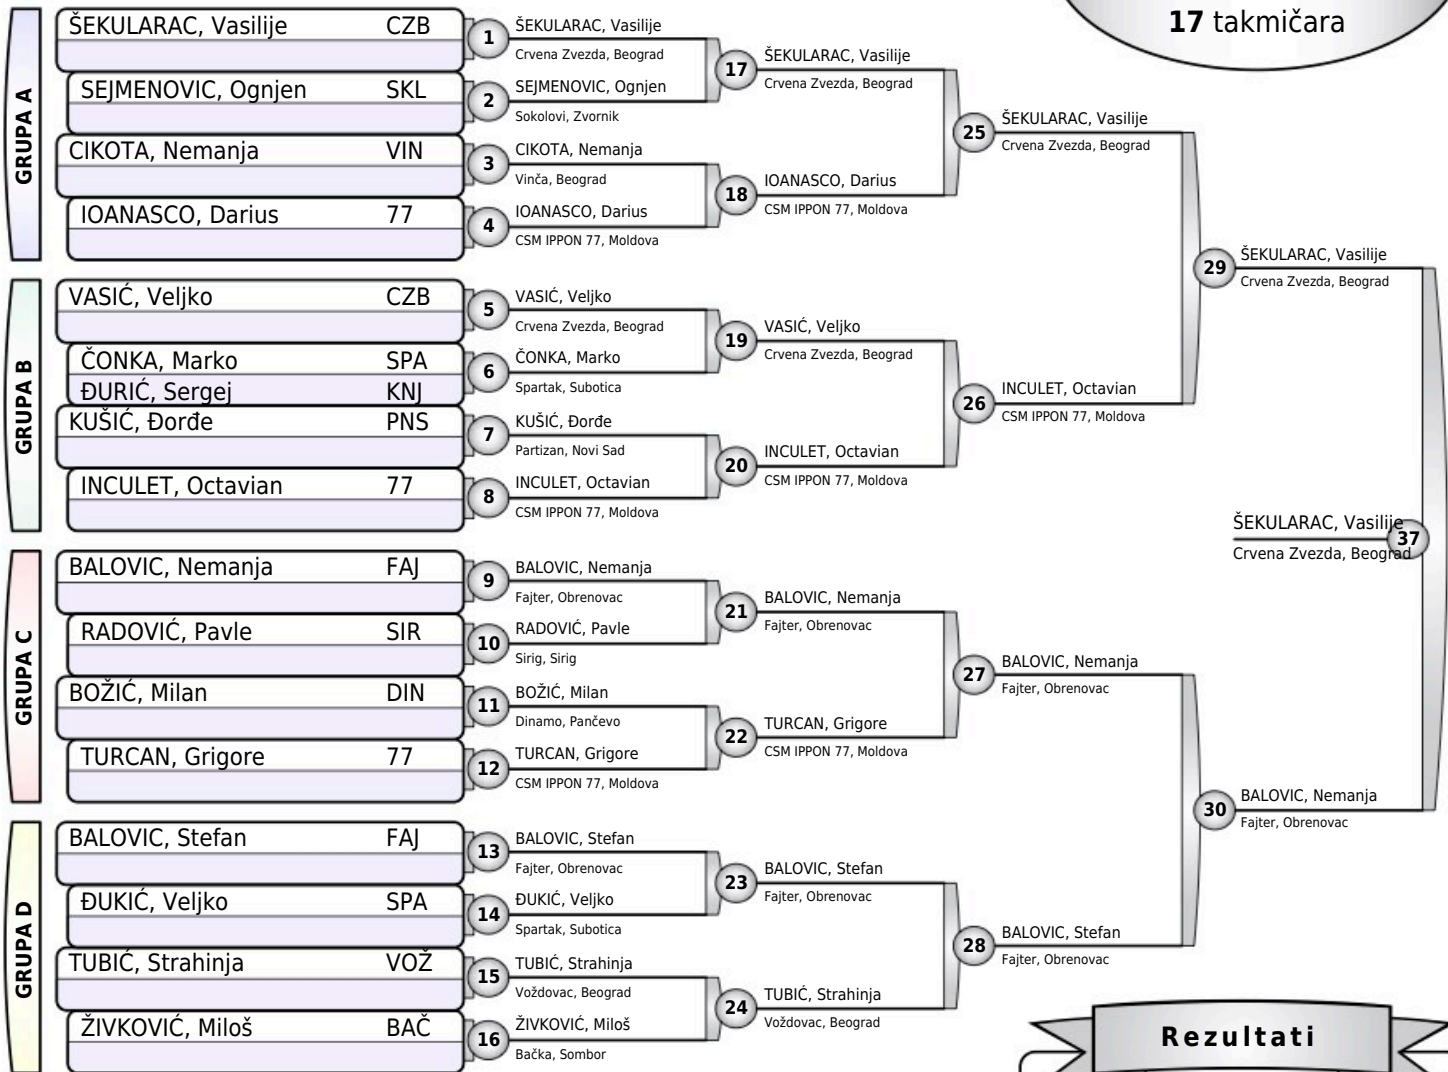 17 takmičara
GRUPA A
ŠEKULARAC, Vasilije CZB
SEJMENOVIC, Ognjen SKL
CIKOTA, Nemanja VIN
IOANASCO, Darius 77
GRUPA B
VASIĆ, Veljko CZB
ČONKA, Marko SPA
ĐURIĆ, Sergej KNJ
KUŠIĆ, Đorđe PNS
INCULET, Octavian 77
GRUPA C
BALOVIC, Nemanja FAJ
RADOVIĆ, Pavle SIR
BOŽIĆ, Milan DIN
TURCAN, Grigore 77
GRUPA D
BALOVIC, Stefan FAJ
ĐUKIĆ, Veljko SPA
TUBIĆ, Strahinja VOŽ
ŽIVKOVIĆ, Miloš BAČ
1 ŠEKULARAC, Vasilije
Crvena Zvezda, Beograd
2 SEJMENOVIC, Ognjen
Sokolovi, Zvornik
3 CIKOTA, Nemanja
Vinča, Beograd
4 IOANASCO, Darius
CSM IPPON 77, Moldova
5 VASIĆ, Veljko
Crvena Zvezda, Beograd
6 ČONKA, Marko
Spartak, Subotica
7 KUŠIĆ, Đorđe
Partizan, Novi Sad
8 INCULET, Octavian
CSM IPPON 77, Moldova
9 BALOVIC, Nemanja
Fajter, Obrenovac
10 RADOVIĆ, Pavle
Sirig, Sirig
11 BOŽIĆ, Milan
Dinamo, Pančevo
12 TURCAN, Grigore
CSM IPPON 77, Moldova
13 BALOVIC, Stefan
Fajter, Obrenovac
14 ĐUKIĆ, Veljko
Spartak, Subotica
15 TUBIĆ, Strahinja
Voždovac, Beograd
16 ŽIVKOVIĆ, Miloš
Bačka, Sombor
17 ŠEKULARAC, Vasilije
Crvena Zvezda, Beograd
18 IOANASCO, Darius
CSM IPPON 77, Moldova
19 VASIĆ, Veljko
Crvena Zvezda, Beograd
20 INCULET, Octavian
CSM IPPON 77, Moldova
21 BALOVIC, Nemanja
Fajter, Obrenovac
22 TURCAN, Grigore
CSM IPPON 77, Moldova
23 BALOVIC, Stefan
Fajter, Obrenovac
24 TUBIĆ, Strahinja
Voždovac, Beograd
25 ŠEKULARAC, Vasilije
Crvena Zvezda, Beograd
26 INCULET, Octavian
CSM IPPON 77, Moldova
27 BALOVIC, Nemanja
Fajter, Obrenovac
28 BALOVIC, Stefan
Fajter, Obrenovac
29 ŠEKULARAC, Vasilije
Crvena Zvezda, Beograd
30 BALOVIC, Nemanja
Fajter, Obrenovac
ŠEKULARAC, Vasilije 37
Crvena Zvezda, Beograd
Rezultati